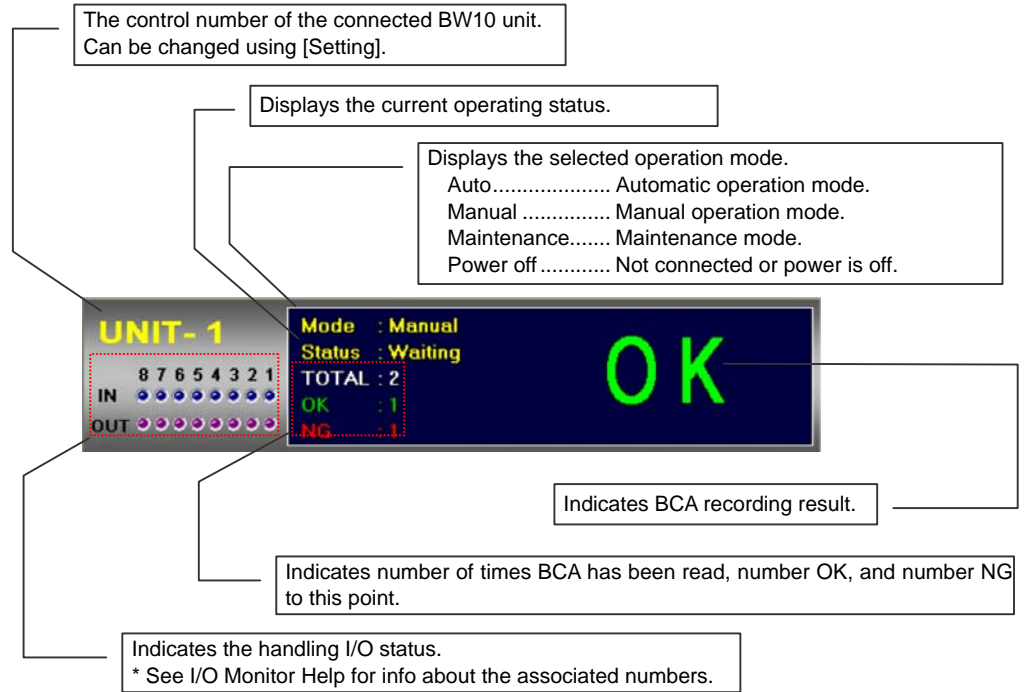 The control number of the connected BW10 unit.
Can be changed using [Setting].
Displays the current operating status.
Displays the selected operation mode.
Auto.................... Automatic operation mode.
Manual ............... Manual operation mode.
Maintenance....... Maintenance mode.
Power off ............ Not connected or power is off.
UNIT- 1
8 7 6 5 4 3 2 1
IN
OUT
Mode : Manual
Status : Waiting
TOTAL : 2
OK : 1
NG : 1
OK
Indicates BCA recording result.
Indicates number of times BCA has been read, number OK, and number NG
to this point.
Indicates the handling I/O status.
* See I/O Monitor Help for info about the associated numbers.